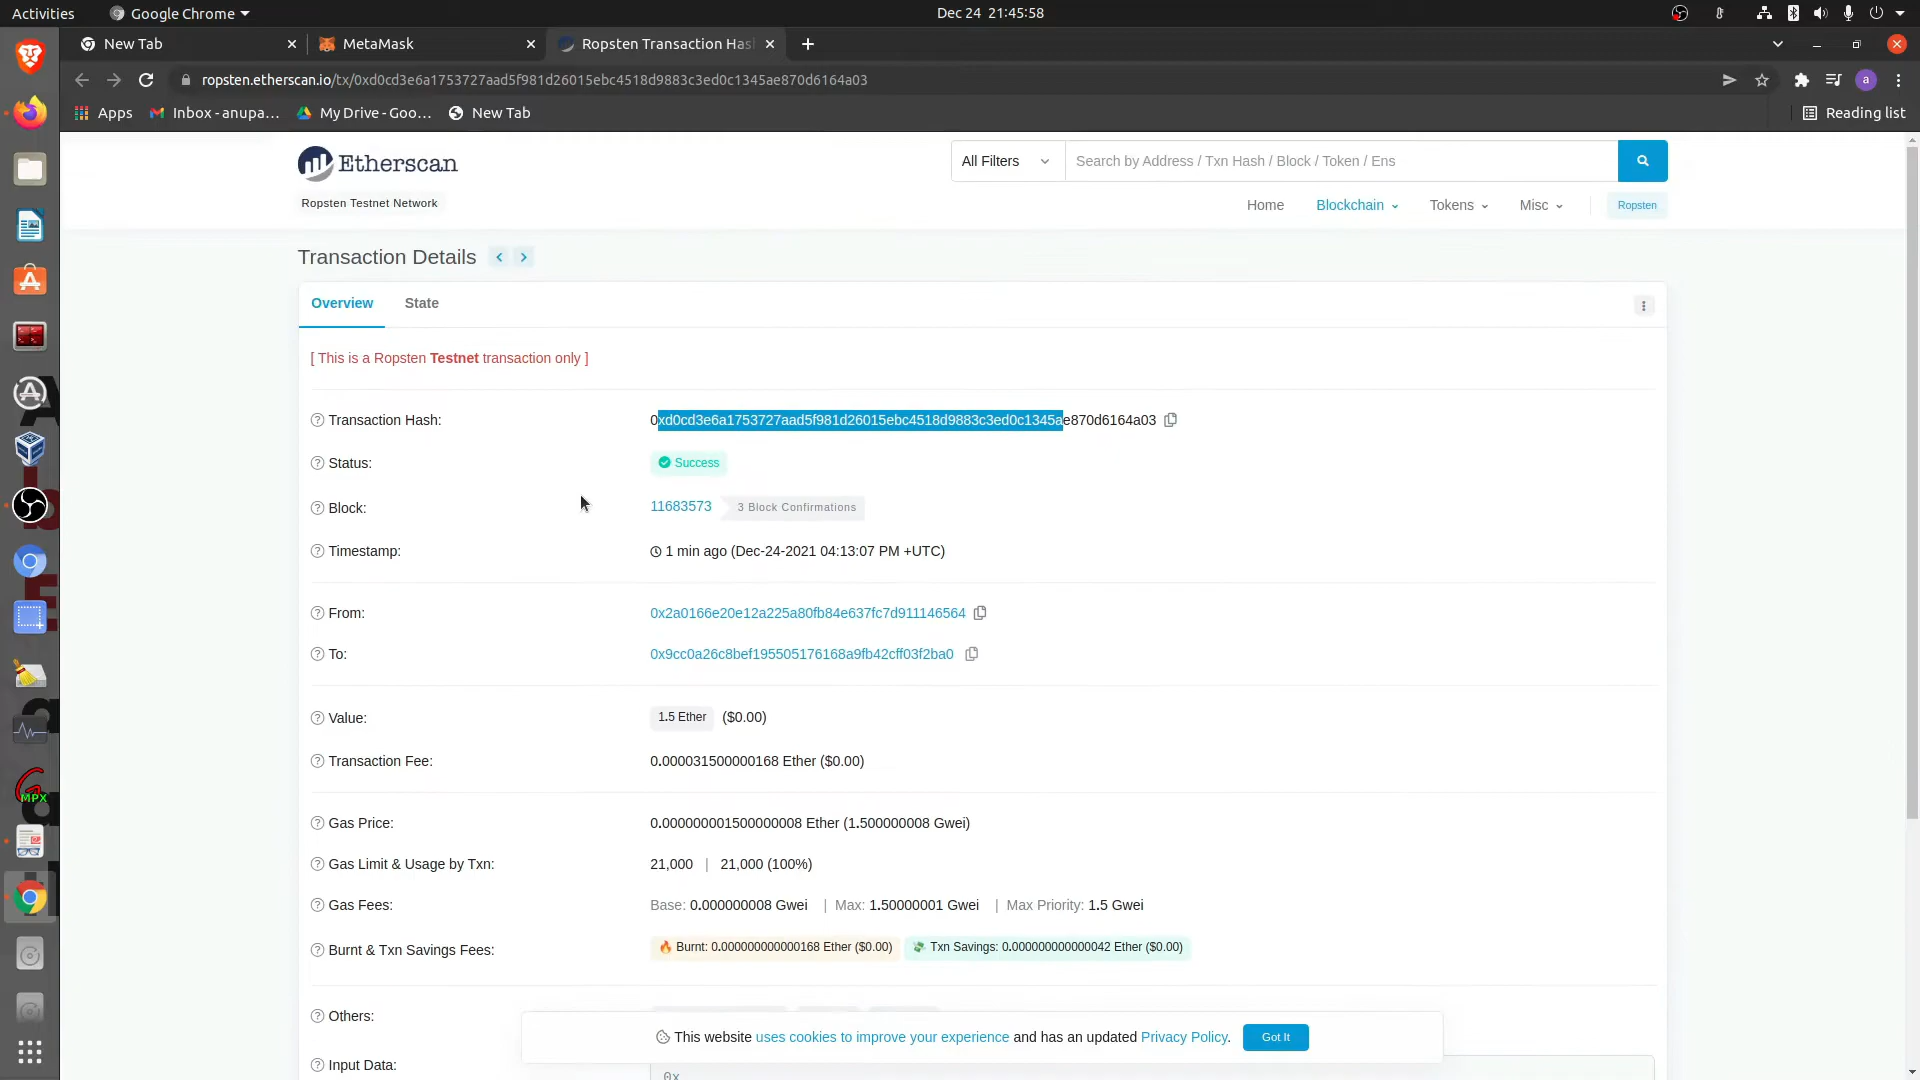 Activities
Google Chrome
Dec 24 21:45:58
New Tab
MetaMask
Ropsten Transaction Has
ropsten.etherscan.io/tx/0xd0cd3e6a1753727aad5f981d26015ebc4518d9883c3ed0c1345ae870d6164a03
a
Apps
Inbox - anupa...
My Drive - Goo...
New Tab
Reading list
Etherscan
All Filters
Search by Address / Txn Hash / Block / Token / Ens
Ropsten Testnet Network
Home
Blockchain
Tokens
Misc
Ropsten
Transaction Details
Overview
State
[ This is a Ropsten Testnet transaction only ]
Transaction Hash:
0xd0cd3e6a1753727aad5f981d26015ebc4518d9883c3ed0c1345ae870d6164a03
Status:
Success
Block:
11683573
3 Block Confirmations
Timestamp:
1 min ago (Dec-24-2021 04:13:07 PM +UTC)
From:
0x2a0166e20e12a225a80fb84e637fc7d911146564
To:
0x9cc0a26c8bef195505176168a9fb42cff03f2ba0
Value:
1.5 Ether ($0.00)
Transaction Fee:
0.000031500000168 Ether ($0.00)
Gas Price:
0.000000001500000008 Ether (1.500000008 Gwei)
Gas Limit & Usage by Txn:
21,000 | 21,000 (100%)
Gas Fees:
Base: 0.000000008 Gwei | Max: 1.50000001 Gwei | Max Priority: 1.5 Gwei
Burnt & Txn Savings Fees:
Burnt: 0.000000000000168 Ether ($0.00)
Txn Savings: 0.000000000000042 Ether ($0.00)
Others:
This website uses cookies to improve your experience and has an updated Privacy Policy.
Got It
Input Data:
0x
MPX